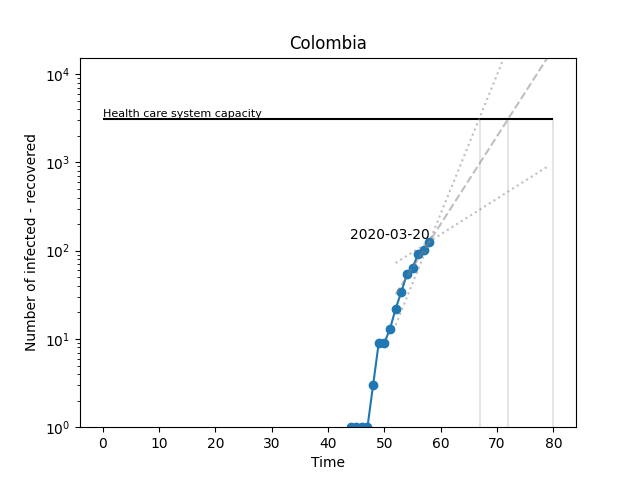 Colombia
10^4
Health care system capacity
10^3
2020-03-20
10^2
10^1
10^0
Number of infected - recovered
0 10 20 30 40 50 60 70 80
Time